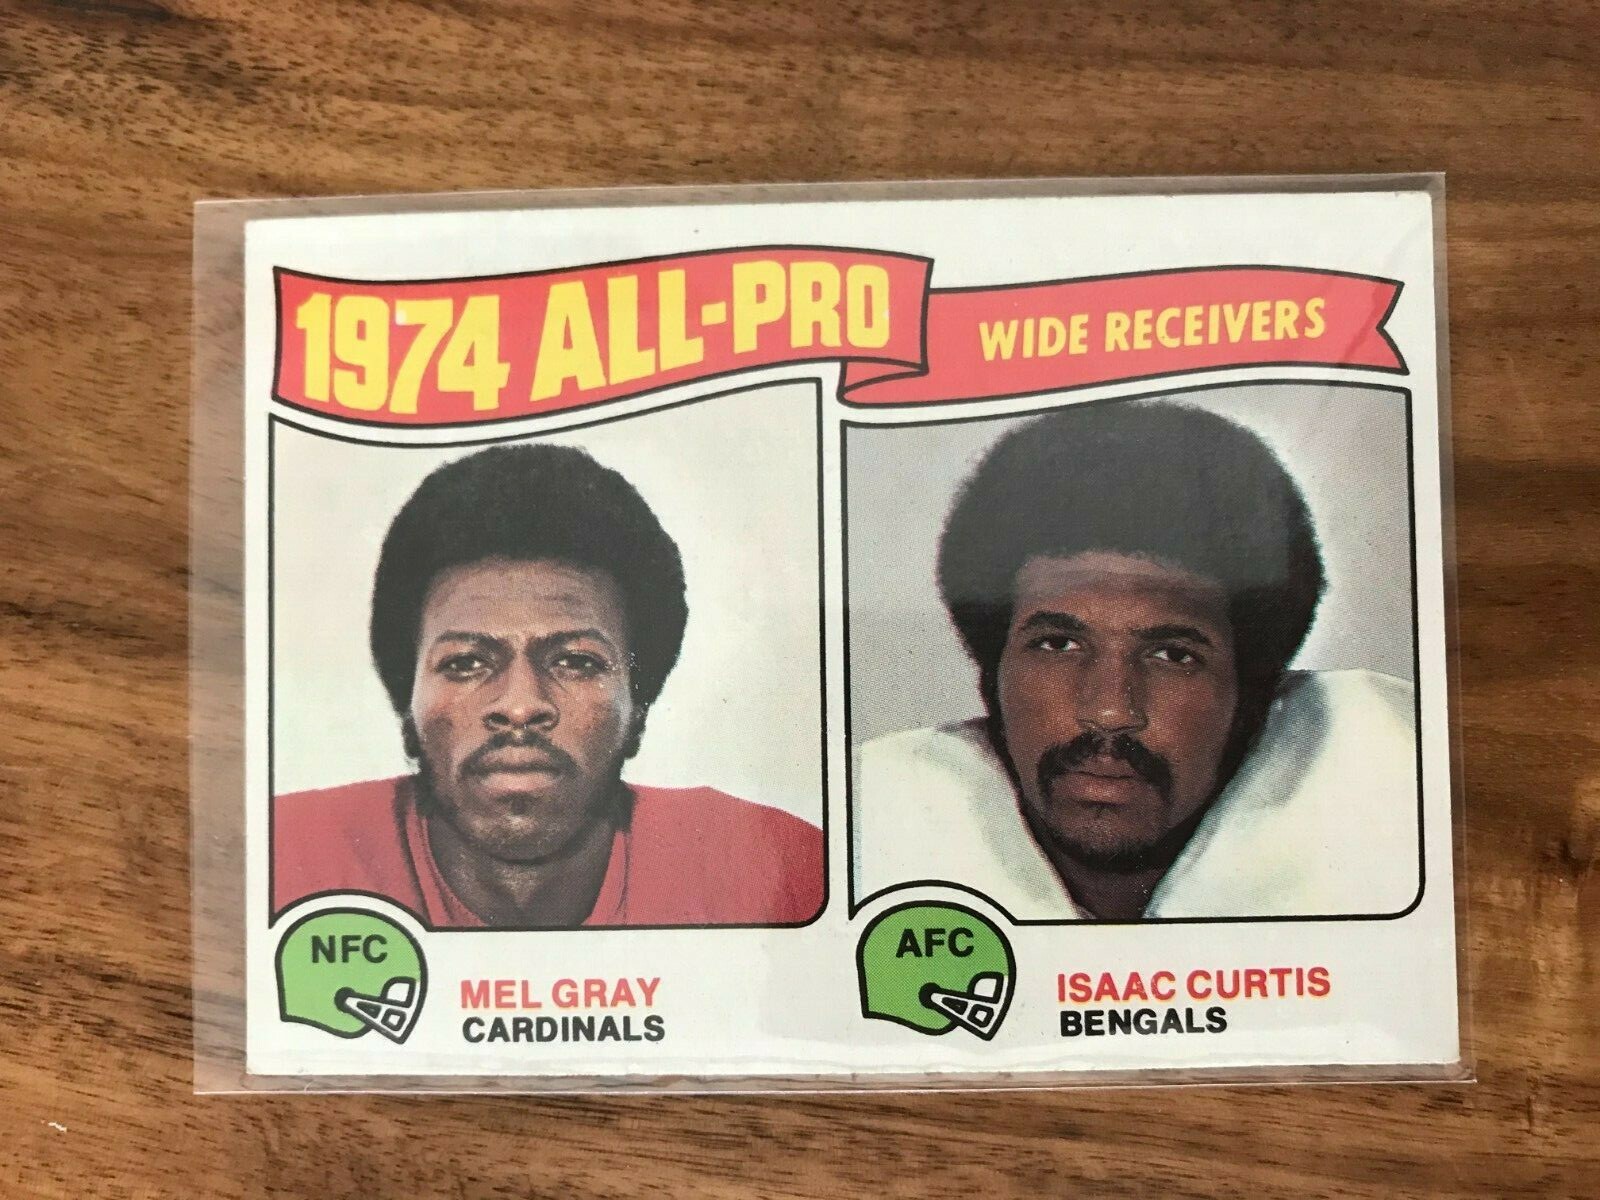 1974 ALL-PRO
WIDE RECEIVERS
NFC
MEL GRAY
CARDINALS
AFC
ISAAC CURTIS
BENGALS